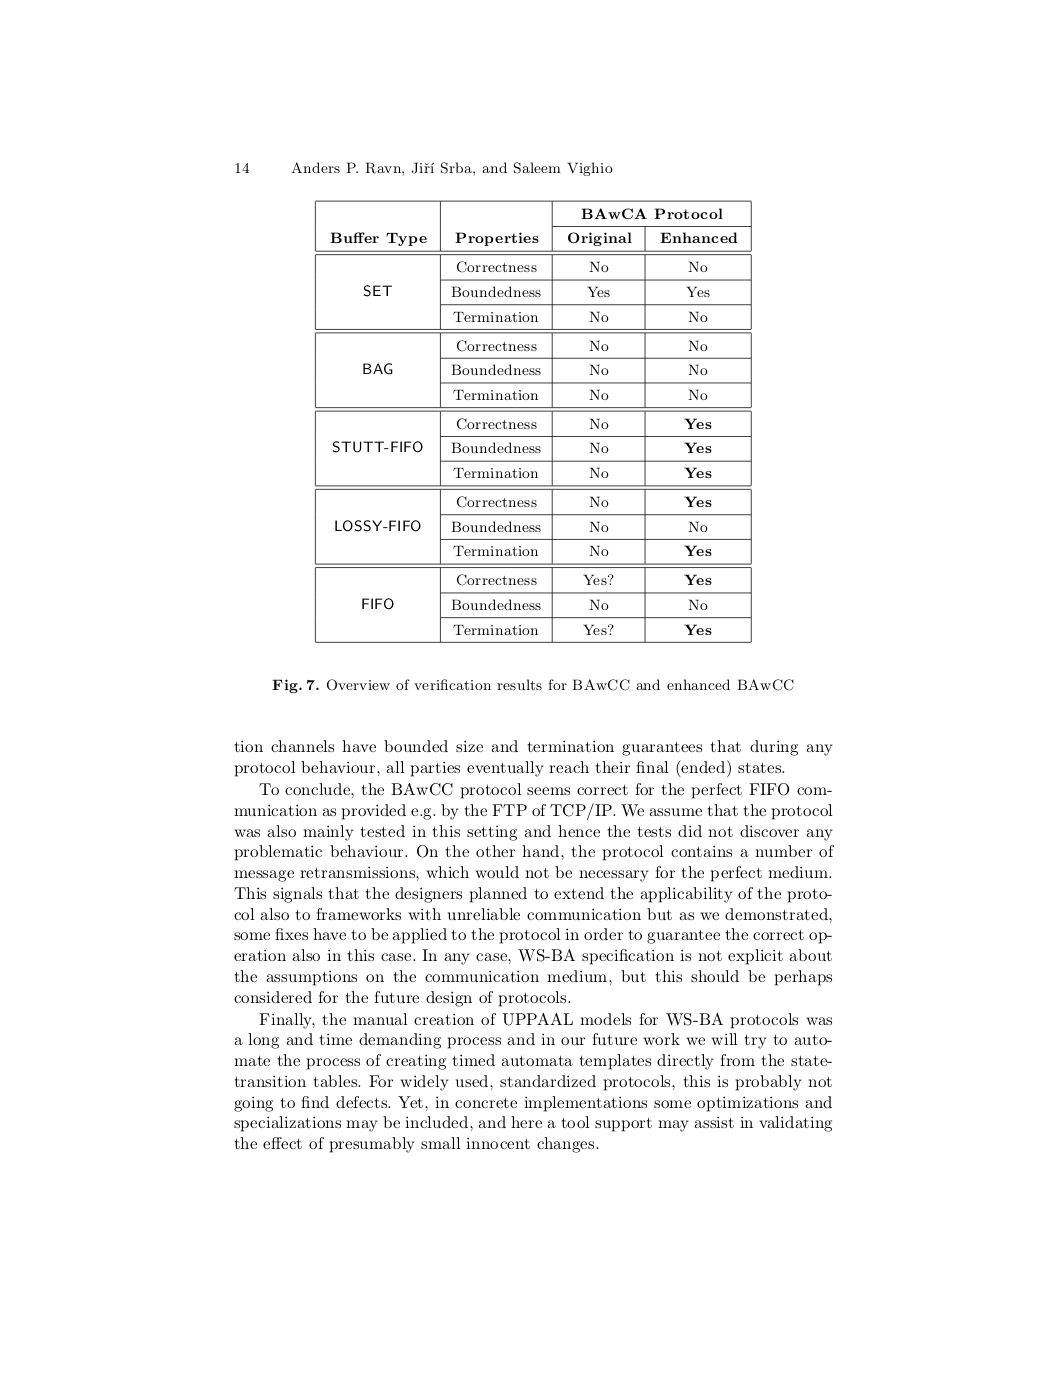 14 Anders P. Ravn, Jiří Srba, and Saleem Vighio
BAwCA Protocol
Buffer Type Properties Original Enhanced
SET
Correctness No No
Boundedness Yes Yes
Termination No No
BAG
Correctness No No
Boundedness No No
Termination No No
STUTT-FIFO
Correctness No Yes
Boundedness No Yes
Termination No Yes
LOSSY-FIFO
Correctness No Yes
Boundedness No No
Termination No Yes
FIFO
Correctness Yes? Yes
Boundedness No No
Termination Yes? Yes
Fig. 7. Overview of verification results for BAwCC and enhanced BAwCC
tion channels have bounded size and termination guarantees that during any
protocol behaviour, all parties eventually reach their final (ended) states.
To conclude, the BAwCC protocol seems correct for the perfect FIFO com-
munication as provided e.g. by the FTP of TCP/IP. We assume that the protocol
was also mainly tested in this setting and hence the tests did not discover any
problematic behaviour. On the other hand, the protocol contains a number of
message retransmissions, which would not be necessary for the perfect medium.
This signals that the designers planned to extend the applicability of the proto-
col also to frameworks with unreliable communication but as we demonstrated,
some fixes have to be applied to the protocol in order to guarantee the correct op-
eration also in this case. In any case, WS-BA specification is not explicit about
the assumptions on the communication medium, but this should be perhaps
considered for the future design of protocols.
Finally, the manual creation of UPPAAL models for WS-BA protocols was
a long and time demanding process and in our future work we will try to auto-
mate the process of creating timed automata templates directly from the state-
transition tables. For widely used, standardized protocols, this is probably not
going to find defects. Yet, in concrete implementations some optimizations and
specializations may be included, and here a tool support may assist in validating
the effect of presumably small innocent changes.